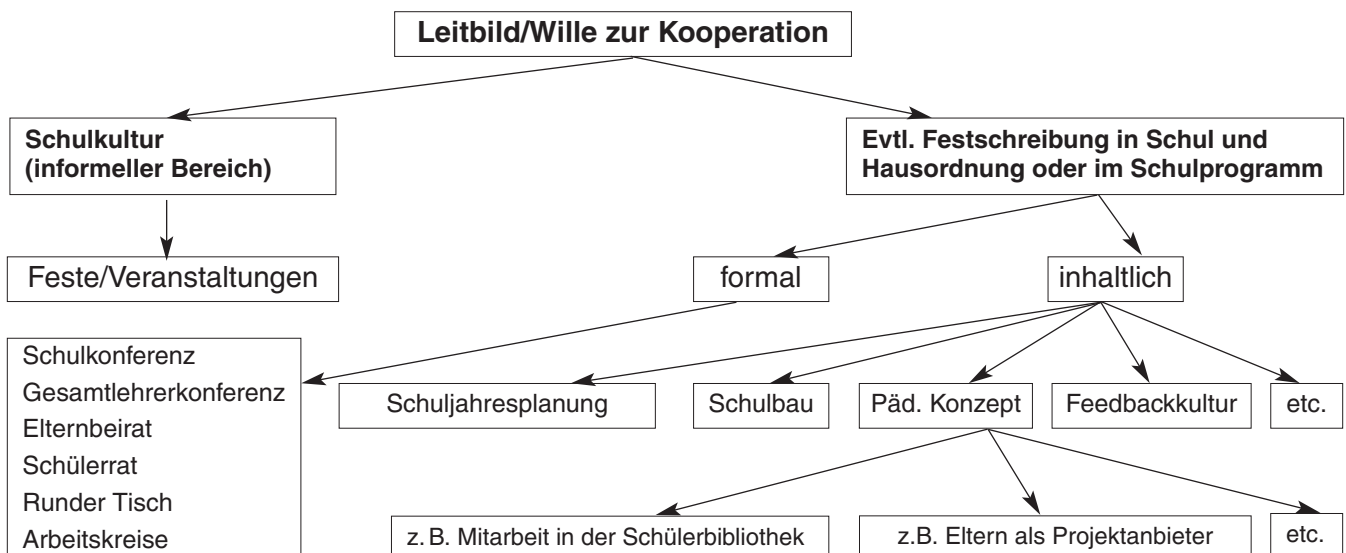 Leitbild/Wille zur Kooperation
Schulkultur
(informeller Bereich)
Evtl. Festschreibung in Schul und
Hausordnung oder im Schulprogramm
Feste/Veranstaltungen
formal
inhaltlich
Schulkonferenz
Gesamtlehrerkonferenz
Elternbeirat
Schülerrat
Runder Tisch
Arbeitskreise
Schuljahresplanung
Schulbau
Päd. Konzept
Feedbackkultur
etc.
z. B. Mitarbeit in der Schülerbibliothek
z.B. Eltern als Projektanbieter
etc.